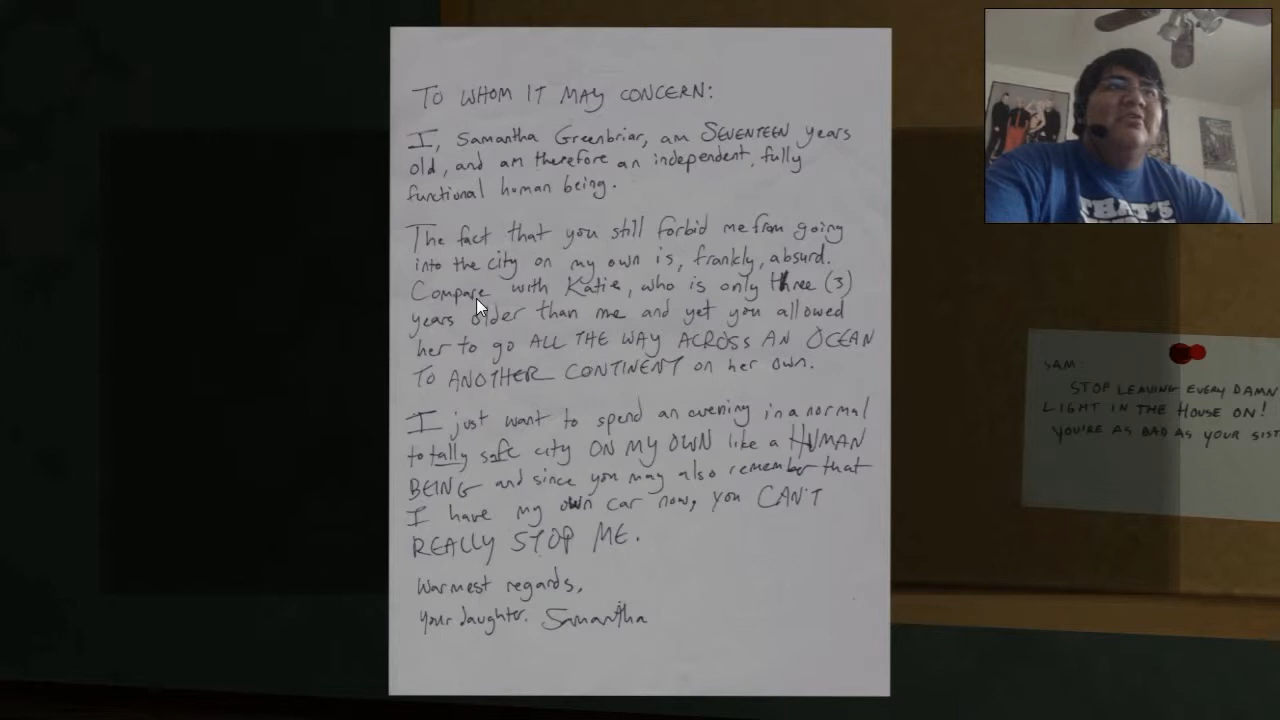 TO WHOM IT MAY CONCERN:
I, Samantha Greenbriar, am SEVENTEEN years
old, and am therefore an independent, fully
functional human being.
The fact that you still forbid me from going
into the city on my own is, frankly, absurd.
Compare with Katie, who is only three (3)
years older than me and yet you allowed
her to go ALL THE WAY ACROSS AN OCEAN
TO ANOTHER CONTINENT on her own.
I just want to spend an evening in a normal
totally safe city ON MY OWN like a HUMAN
BEING and since you may also remember that
I have my own car now, you CAN'T
REALLY STOP ME.
Warmest regards,
Your daughter. Samantha
SAM
STOP LEAVING EVERY DAMN
LIGHT IN THE HOUSE ON!
YOU'RE AS BAD AS YOUR SIST
THAT'S